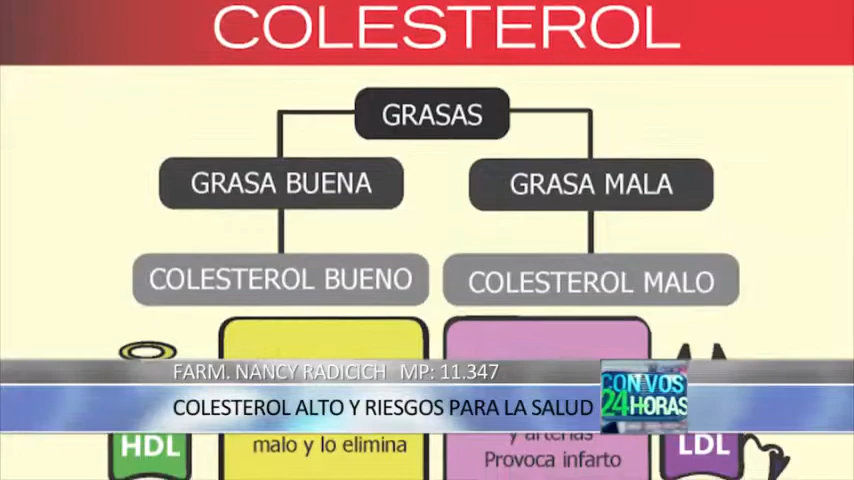 COLESTEROL
GRASAS
GRASA BUENA
GRASA MALA
COLESTEROL BUENO
COLESTEROL MALO
FARM. NANCY RADICICH MP: 11.347
COLESTEROL ALTO Y RIESGOS PARA LA SALUD
CON VOS
24 HORAS
HDL
malo y lo elimina
y arterias
Provoca infarto
LDL